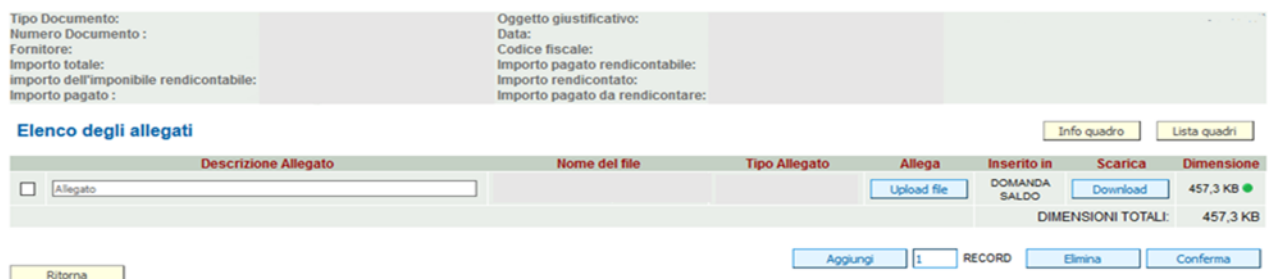 Tipo Documento: Oggetto giustificativo:
Numero Documento : Data:
Fornitore: Codice fiscale:
Importo totale: Importo pagato rendicontabile:
importo dell'imponibile rendicontabile: Importo rendicontato:
Importo pagato : Importo pagato da rendicontare:
Elenco degli allegati Info quadro Lista quadri
Descrizione Allegato Nome del file Tipo Allegato Allega Inserito in Scarica Dimensione
Allegato Upload file DOMANDA SALDO Download 457,3 KB
DIMENSIONI TOTALI: 457,3 KB
Aggiungi 1 RECORD Elimina Conferma
Ritorna